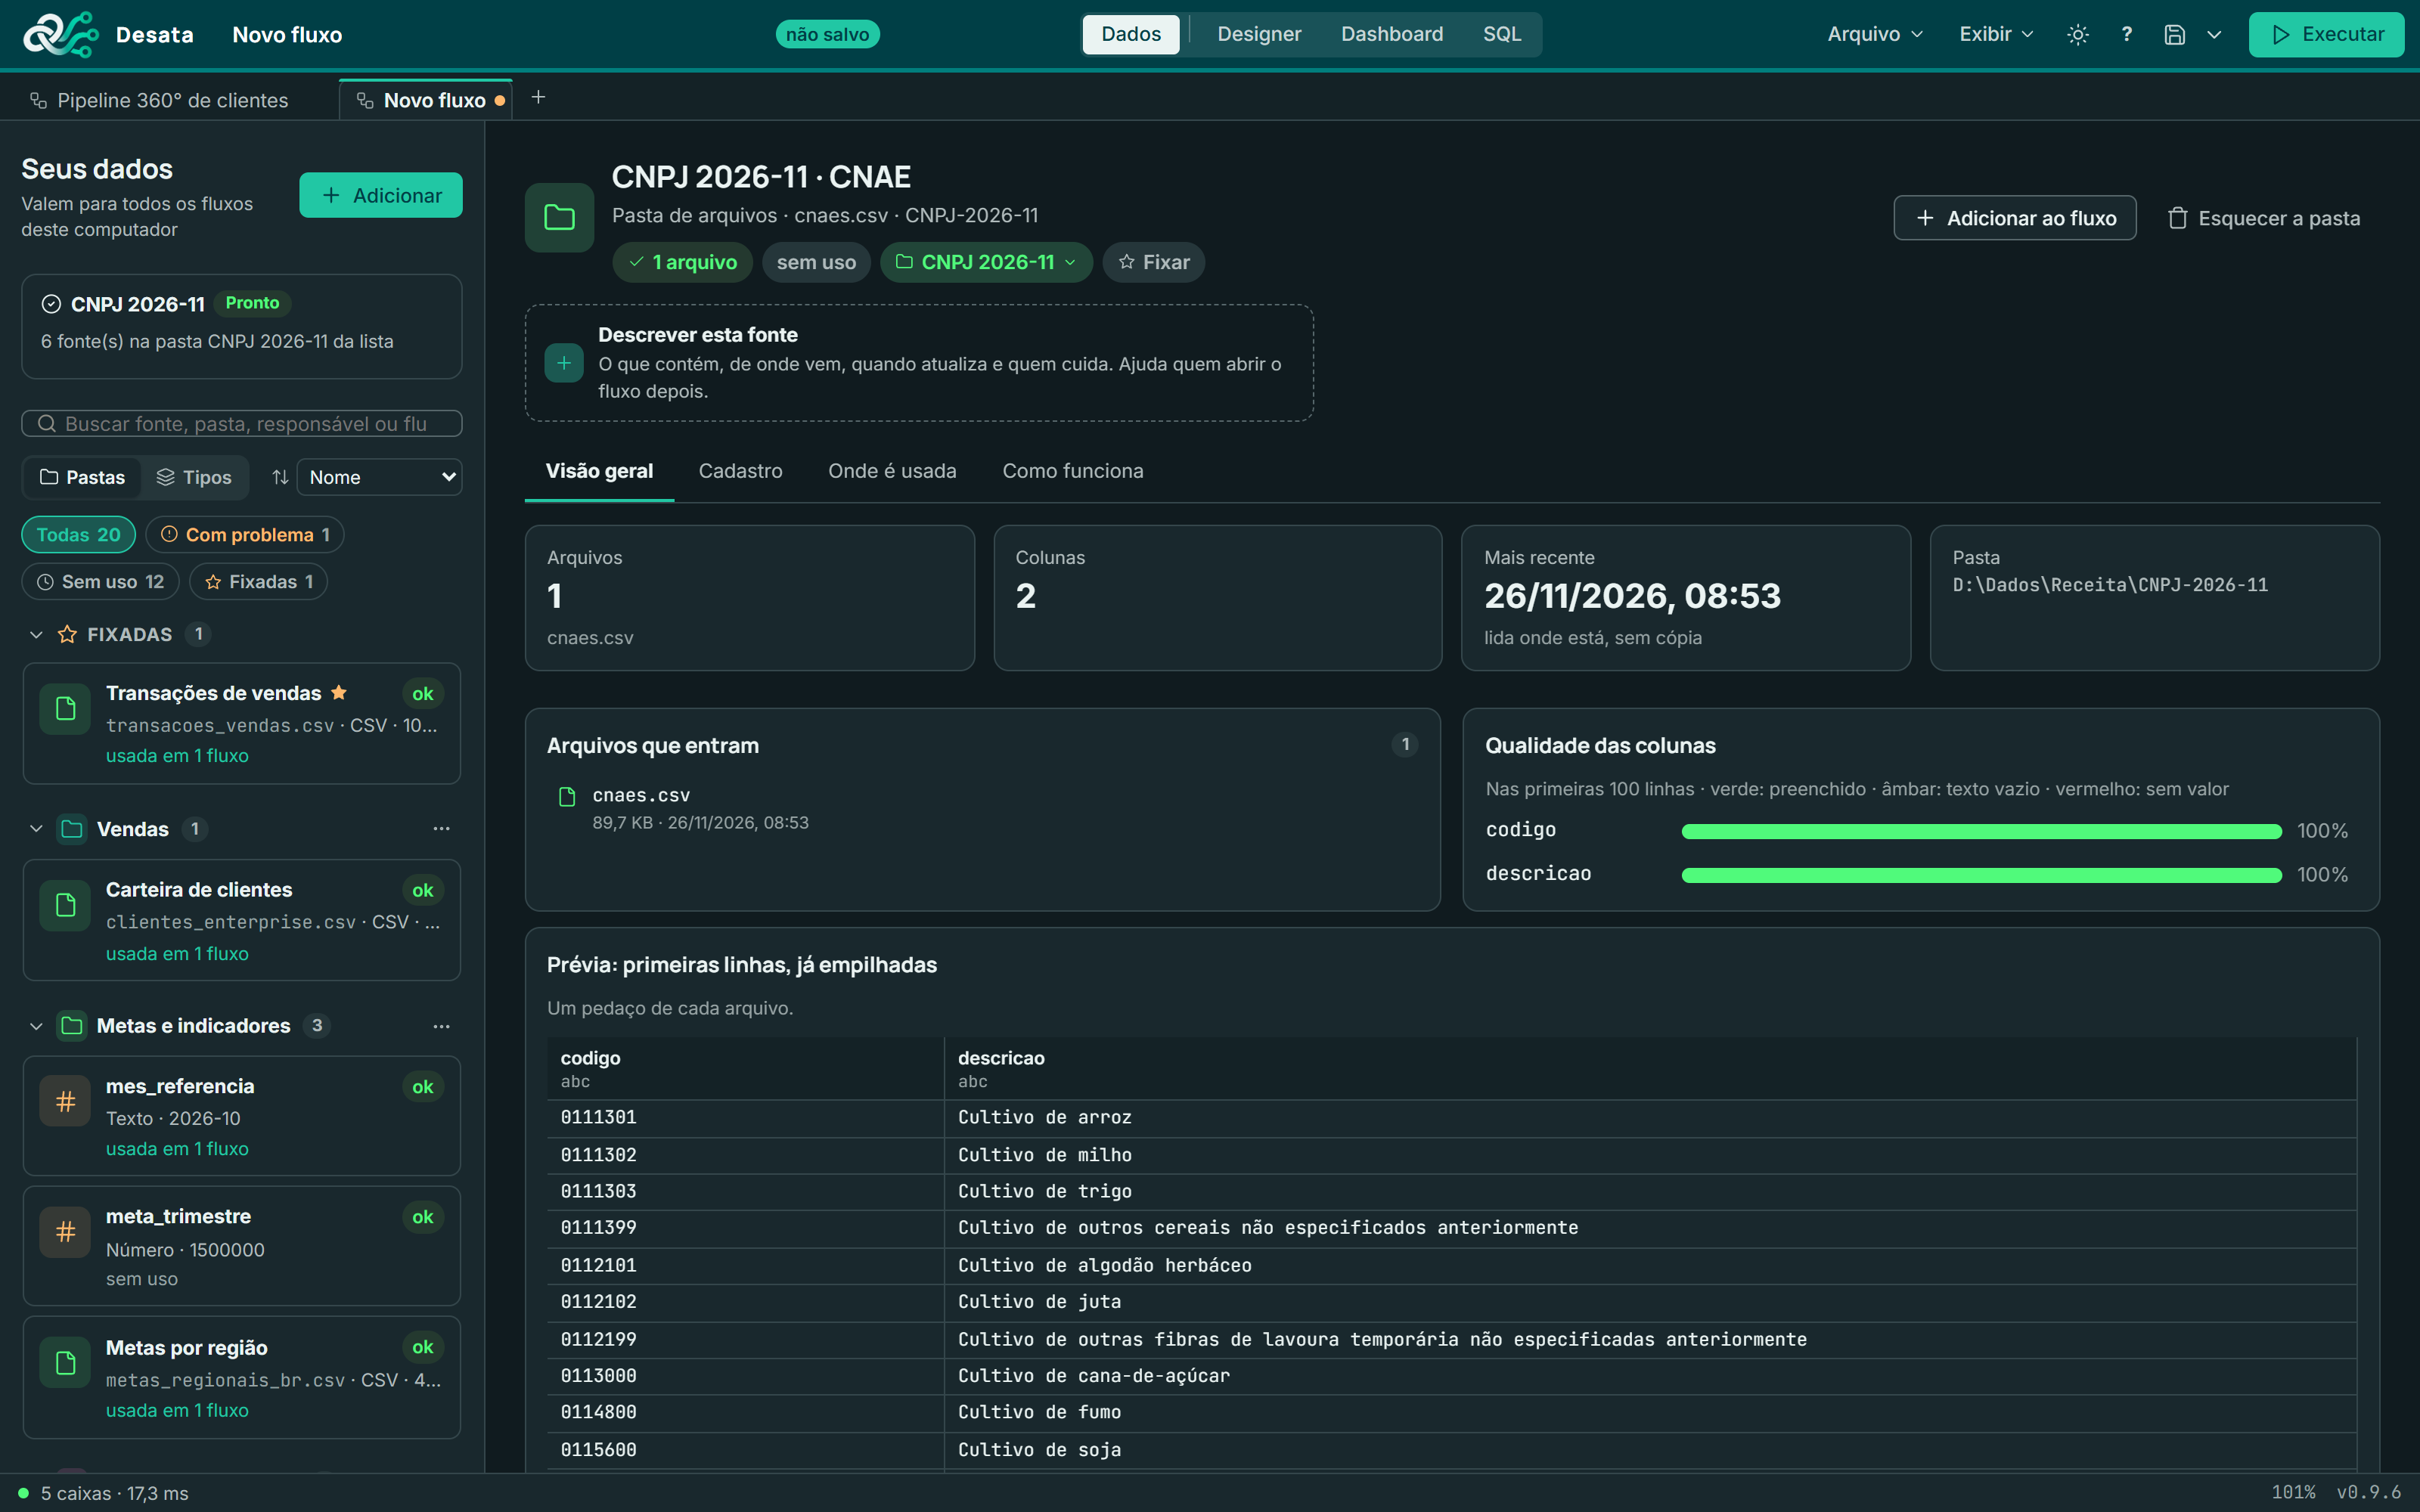 Desata
Novo fluxo
não salvo
Dados
Designer
Dashboard
SQL
Arquivo
Exibir
?
Executar
Pipeline 360° de clientes
Novo fluxo
Seus dados
Valem para todos os fluxos
deste computador
Adicionar
CNPJ 2026-11
Pronto
6 fonte(s) na pasta CNPJ 2026-11 da lista
Buscar fonte, pasta, responsável ou flu
Pastas
Tipos
Nome
Todas 20
Com problema 1
Sem uso 12
Fixadas 1
FIXADAS 1
Transações de vendas
ok
transacoes_vendas.csv · CSV · 10...
usada em 1 fluxo
Vendas 1
Carteira de clientes
ok
clientes_enterprise.csv · CSV · ...
usada em 1 fluxo
Metas e indicadores 3
mes_referencia
ok
Texto · 2026-10
usada em 1 fluxo
meta_trimestre
ok
Número · 1500000
sem uso
Metas por região
ok
metas_regionais_br.csv · CSV · 4...
usada em 1 fluxo
CNPJ 2026-11 · CNAE
Pasta de arquivos · cnaes.csv · CNPJ-2026-11
1 arquivo
sem uso
CNPJ 2026-11
Fixar
Adicionar ao fluxo
Esquecer a pasta
Descrever esta fonte
O que contém, de onde vem, quando atualiza e quem cuida. Ajuda quem abrir o
fluxo depois.
Visão geral
Cadastro
Onde é usada
Como funciona
Arquivos
1
cnaes.csv
Colunas
2
Mais recente
26/11/2026, 08:53
lida onde está, sem cópia
Pasta
D:\Dados\Receita\CNPJ-2026-11
Arquivos que entram
1
cnaes.csv
89,7 KB · 26/11/2026, 08:53
Qualidade das colunas
Nas primeiras 100 linhas · verde: preenchido · âmbar: texto vazio · vermelho: sem valor
codigo 100%
descricao 100%
Prévia: primeiras linhas, já empilhadas
Um pedaço de cada arquivo.
codigo descricao
abc abc
0111301 Cultivo de arroz
0111302 Cultivo de milho
0111303 Cultivo de trigo
0111399 Cultivo de outros cereais não especificados anteriormente
0112101 Cultivo de algodão herbáceo
0112102 Cultivo de juta
0112199 Cultivo de outras fibras de lavoura temporária não especificadas anteriormente
0113000 Cultivo de cana-de-açúcar
0114800 Cultivo de fumo
0115600 Cultivo de soja
5 caixas · 17,3 ms
101%
v0.9.6